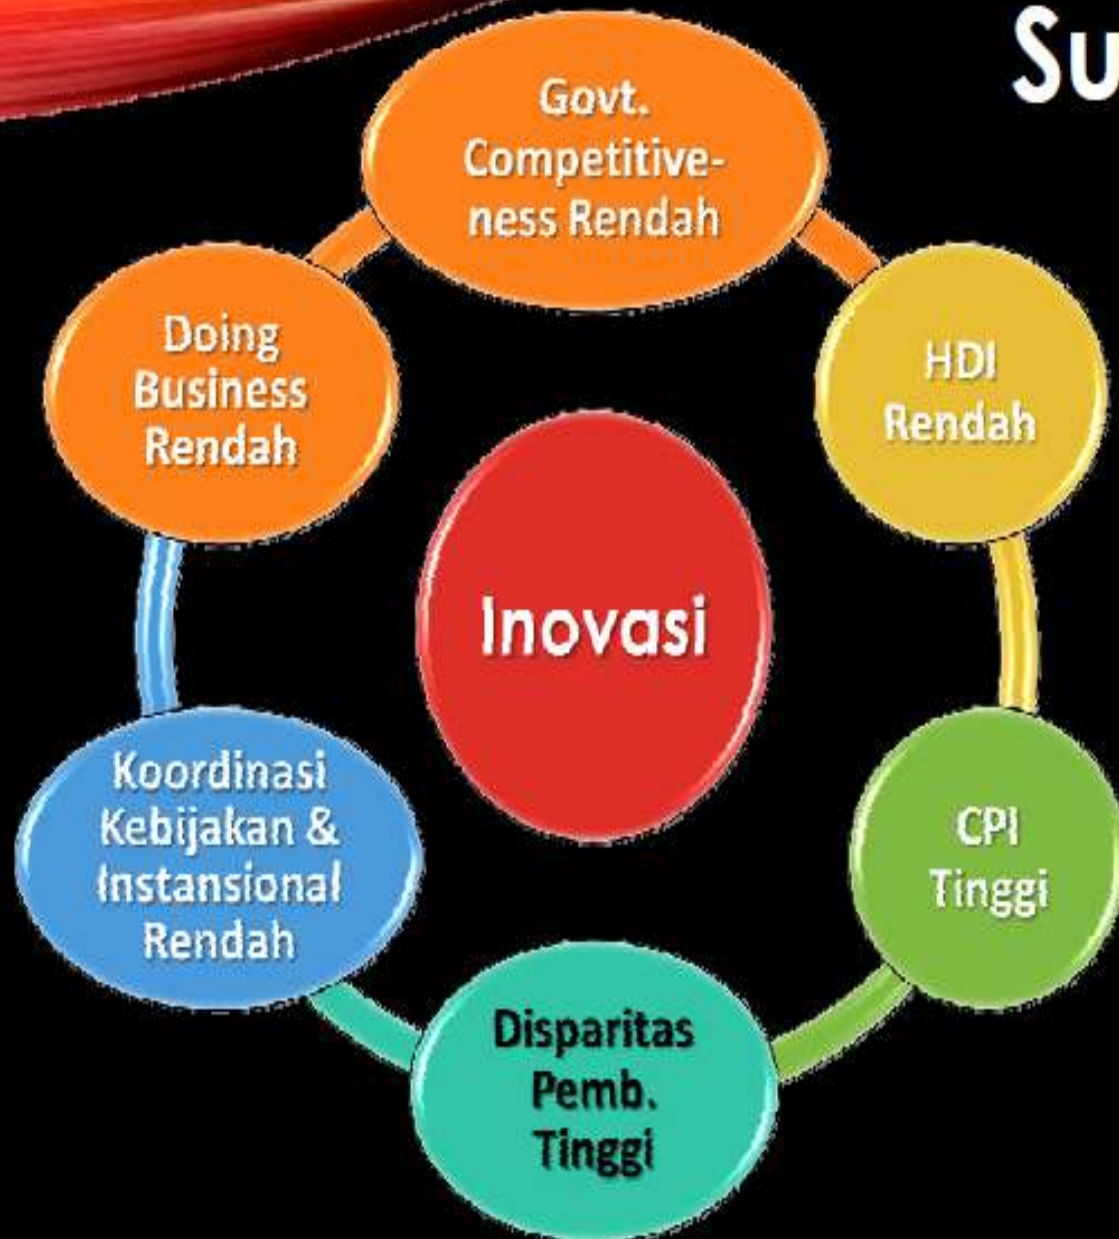 Su
Govt.
Competitive-
ness Rendah
HDI
Rendah
CPI
Tinggi
Disparitas
Pemb.
Tinggi
Koordinasi
Kebijakan &
Instansional
Rendah
Doing
Business
Rendah
Inovasi